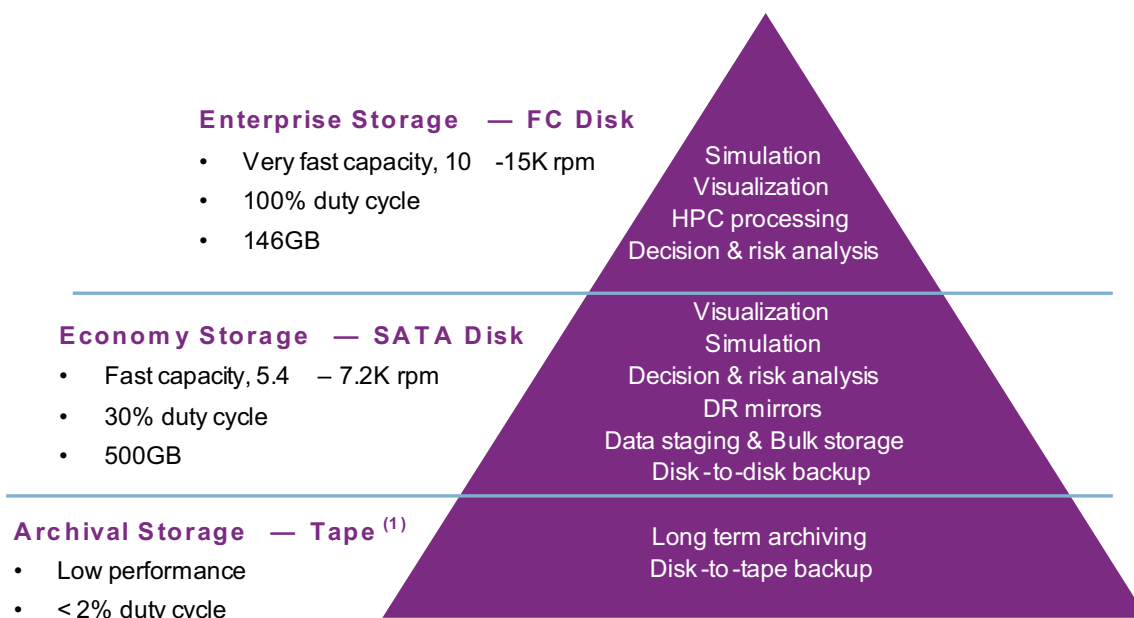 Enterprise Storage — FC Disk
• Very fast capacity, 10 -15K rpm
• 100% duty cycle
• 146GB
Simulation
Visualization
HPC processing
Decision & risk analysis
Economy Storage — SATA Disk
• Fast capacity, 5.4 – 7.2K rpm
• 30% duty cycle
• 500GB
Visualization
Simulation
Decision & risk analysis
DR mirrors
Data staging & Bulk storage
Disk-to-disk backup
Archival Storage — Tape (1)
• Low performance
• < 2% duty cycle
Long term archiving
Disk-to-tape backup